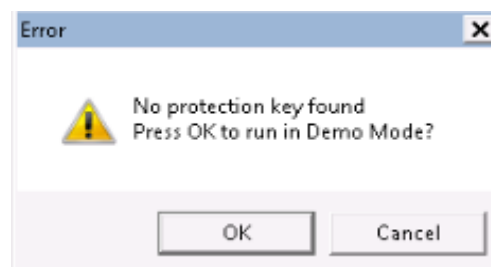 Error
No protection key found
Press OK to run in Demo Mode?
OK
Cancel